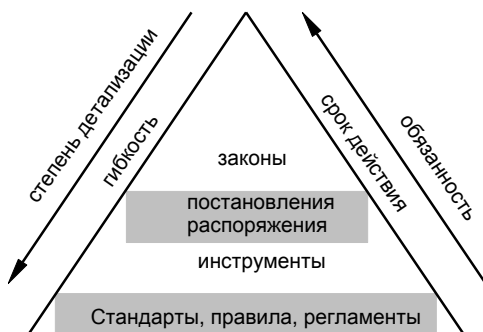 степень детализации
гибкость
срок действия
обязанность
законы
постановления
распоряжения
инструменты
Стандарты, правила, регламенты